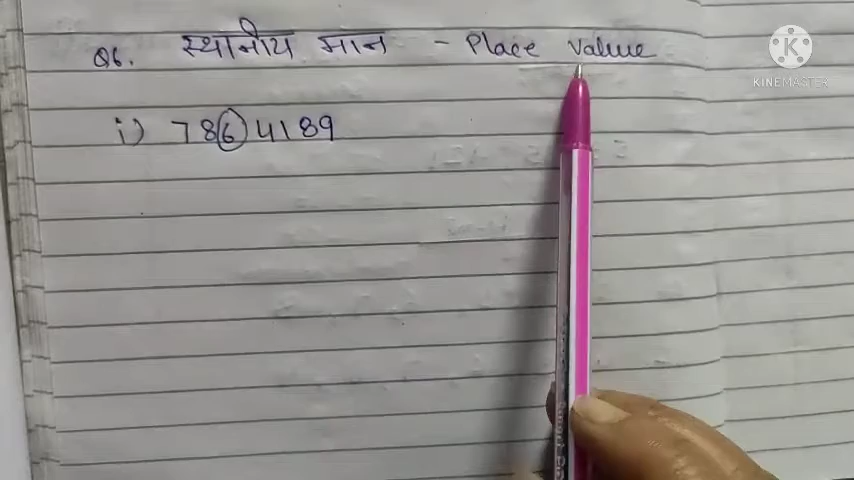 Q6. स्थानीय मान - Place value
i) 7864189
K
KINEMASTER